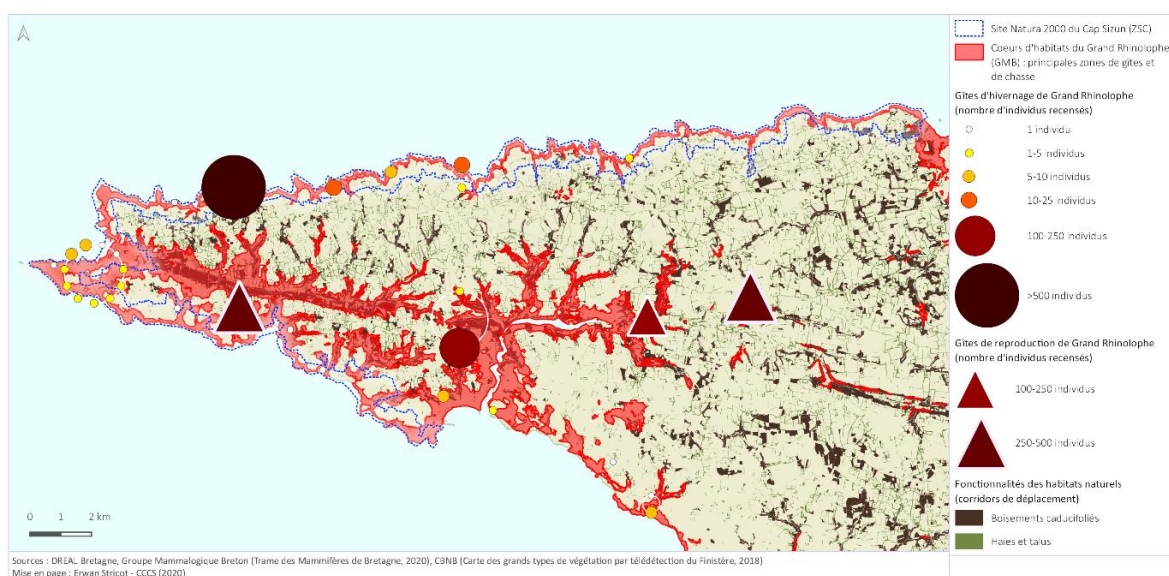 Site Natura 2000 du Cap Sizun (ZSC)
Coeurs d'habitats du Grand Rhinolophe
(GMB) : principales zones de gîtes et
de chasse
Gîtes d'hivernage de Grand Rhinolophe
(nombre d'individus recensés)
1 individu
1-5 individus
5-10 individus
10-25 individus
100-250 individus
>500 individus
Gîtes de reproduction de Grand Rhinolophe
(nombre d'individus recensés)
100-250 individus
250-500 individus
Fonctionnalités des habitats naturels
(corridors de déplacement)
Boisements caducifoliés
Haies et talus
0 1 2 km
Sources : DREAL Bretagne, Groupe Mammalogique Breton (Trame des Mammifères de Bretagne, 2020), CBNB (Carte des grands types de végétation par télédétection du Finistère, 2018)
Mise en page : Erwan Stricot - CCCS (2020)